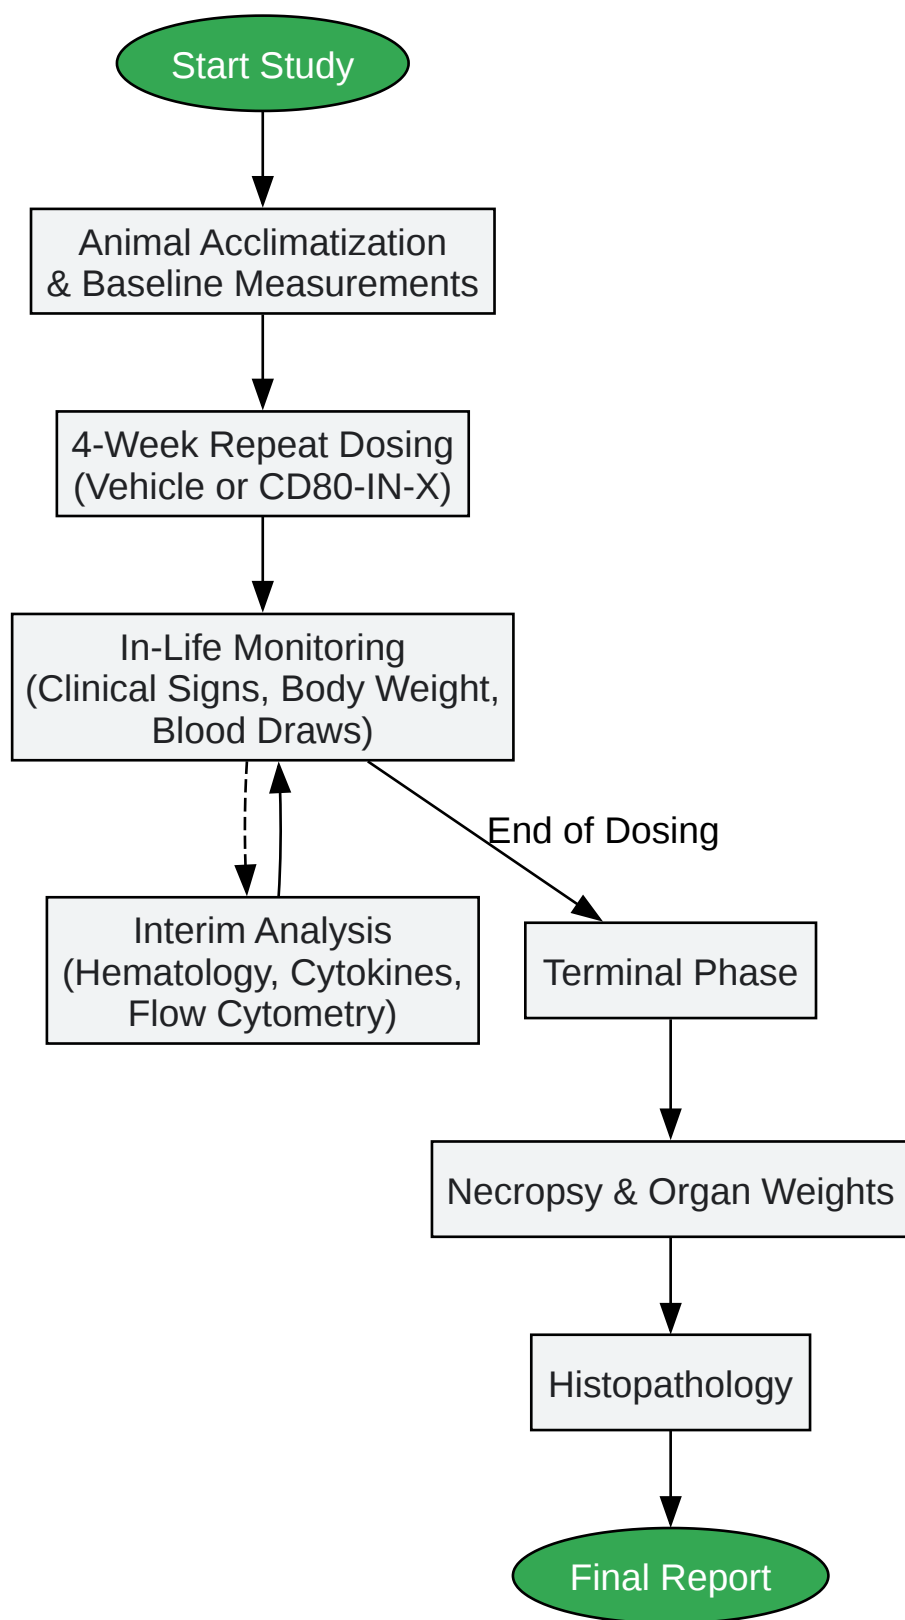 Start Study
Animal Acclimatization
& Baseline Measurements
4-Week Repeat Dosing
(Vehicle or CD80-IN-X)
In-Life Monitoring
(Clinical Signs, Body Weight,
Blood Draws)
End of Dosing
Interim Analysis
(Hematology, Cytokines,
Flow Cytometry)
Terminal Phase
Necropsy & Organ Weights
Histopathology
Final Report